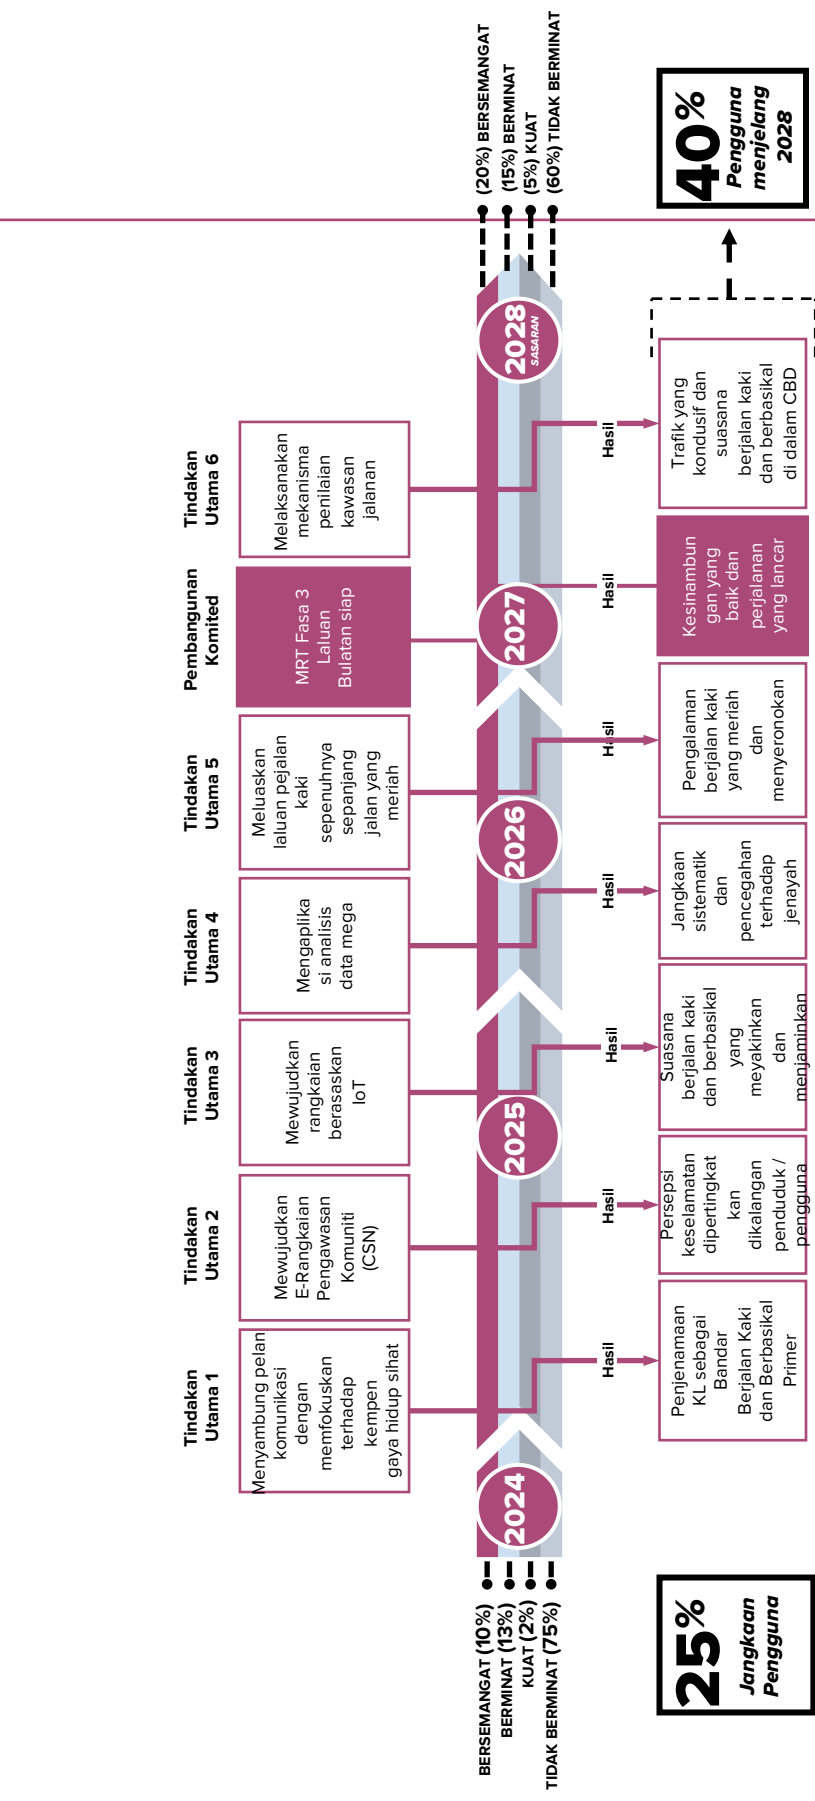 Tindakan
Utama 1
Tindakan
Utama 2
Tindakan
Utama 3
Tindakan
Utama 4
Tindakan
Utama 5
Pembangunan
Komited
Tindakan
Utama 6
Menyambung pelan
komunikasi
dengan
memfokuskan
terhadap
kempen
gaya hidup sihat
Mewujudkan
E-Rangkaian
Pengawasan
Komuniti
(CSN)
Mewujudkan
rangkaian
berasaskan
IoT
Mengaplika
si analisis
data mega
Meluaskan
laluan pejalan
kaki
sepenuhnya
sepanjang
jalan yang
meriah
MRT Fasa 3
Laluan
Bulatan siap
Melaksanakan
mekanisma
penilaian
kawasan
jalanan
BERSEMANGAT (10%)
BERMINAT (13%)
KUAT (2%)
TIDAK BERMINAT (75%)
2024
2025
2026
2027
2028
SASARAN
(20%) BERSEMANGAT
(15%) BERMINAT
(5%) KUAT
(60%) TIDAK BERMINAT
Hasil
Hasil
Hasil
Hasil
Hasil
Hasil
Hasil
25%
Jangkaan
Pengguna
Penjenamaan
KL sebagai
Bandar
Berjalan Kaki
dan Berbasikal
Primer
Persepsi
keselamatan
dipertingkat
kan
dikalangan
penduduk /
pengguna
Suasana
berjalan kaki
dan berbasikal
yang
meyakinkan
dan
menjaminkan
Jangkaan
sistematik
dan
pencegahan
terhadap
jenayah
Pengalaman
berjalan kaki
yang meriah
dan
menyeronokan
Kesinambun
gan yang
baik dan
perjalanan
yang lancar
Trafik yang
kondusif dan
suasana
berjalan kaki
dan berbasikal
di dalam CBD
40%
Pengguna
menjelang
2028